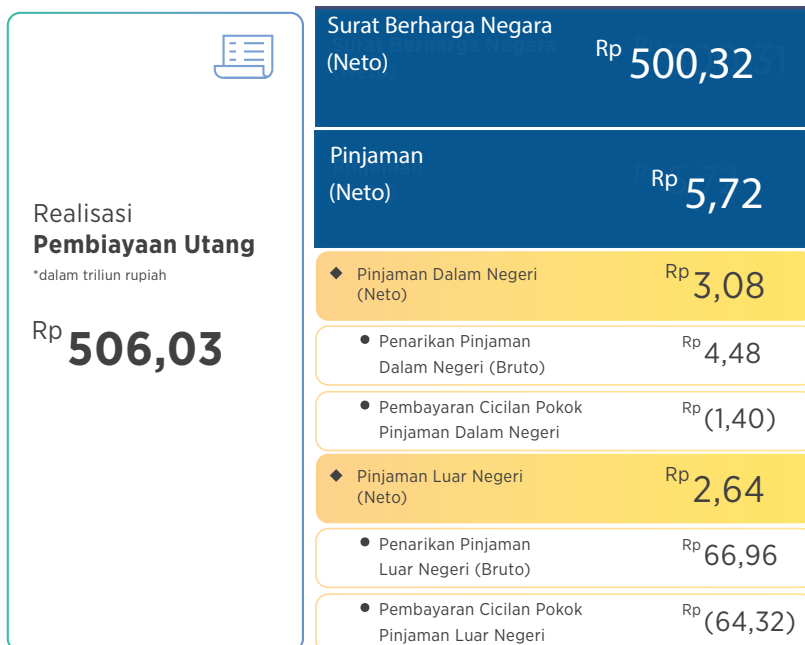 Realisasi
Pembiayaan Utang
*dalam triliun rupiah
Rp 506,03
Surat Berharga Negara
(Neto)
Rp 500,32
Pinjaman
(Neto)
Rp 5,72
Pinjaman Dalam Negeri
(Neto)
Rp 3,08
Penarikan Pinjaman
Dalam Negeri (Bruto)
Rp 4,48
Pembayaran Cicilan Pokok
Pinjaman Dalam Negeri
Rp (1,40)
Pinjaman Luar Negeri
(Neto)
Rp 2,64
Penarikan Pinjaman
Luar Negeri (Bruto)
Rp 66,96
Pembayaran Cicilan Pokok
Pinjaman Luar Negeri
Rp (64,32)